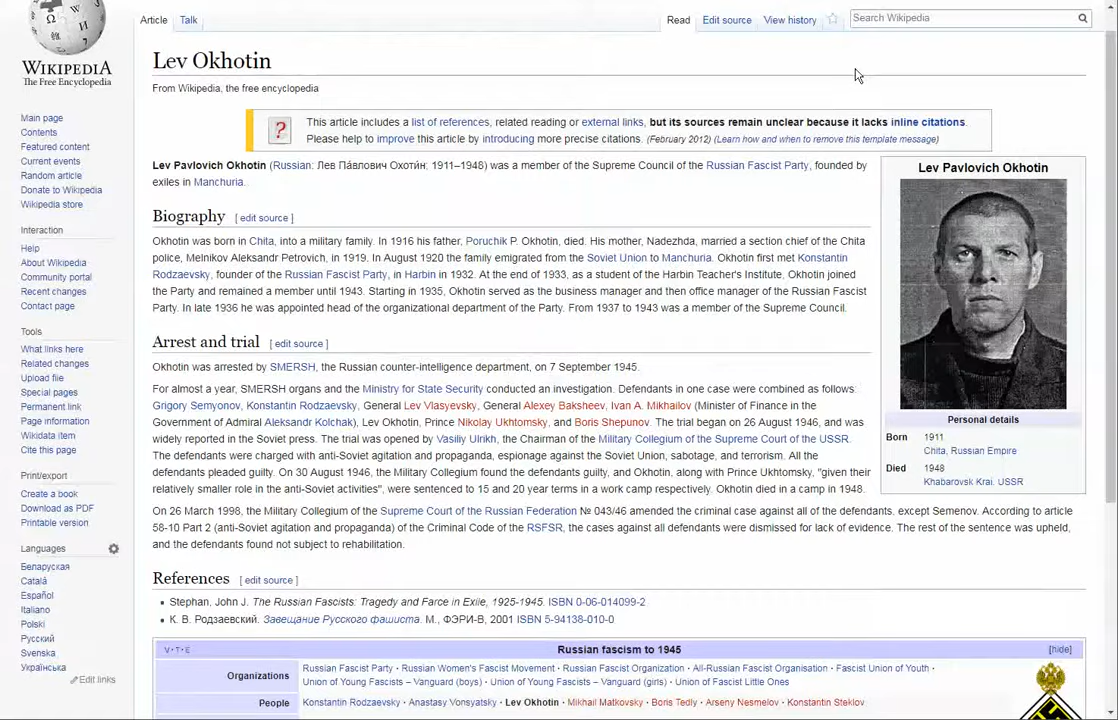 WIKIPEDIA
The Free Encyclopedia
Main page
Contents
Featured content
Current events
Random article
Donate to Wikipedia
Wikipedia store
Interaction
Help
About Wikipedia
Community portal
Recent changes
Contact page
Tools
What links here
Related changes
Upload file
Special pages
Permanent link
Page information
Wikidata item
Cite this page
Print/export
Create a book
Download as PDF
Printable version
Languages
Беларуская
Català
Español
Italiano
Polski
Русский
Svenska
Українська
Edit links
Article Talk Read Edit source View history Search Wikipedia
Lev Okhotin
From Wikipedia, the free encyclopedia
This article includes a list of references, related reading or external links, but its sources remain unclear because it lacks inline citations.
Please help to improve this article by introducing more precise citations. (February 2012) (Learn how and when to remove this template message)
Lev Pavlovich Okhotin (Russian: Лев Па́влович Охоти́н; 1911–1948) was a member of the Supreme Council of the Russian Fascist Party, founded by
exiles in Manchuria.
Biography [ edit source ]
Okhotin was born in Chita, into a military family. In 1916 his father, Poruchik P. Okhotin, died. His mother, Nadezhda, married a section chief of the Chita
police, Melnikov Aleksandr Petrovich, in 1919. In August 1920 the family emigrated from the Soviet Union to Manchuria. Okhotin first met Konstantin
Rodzaevsky, founder of the Russian Fascist Party, in Harbin in 1932. At the end of 1933, as a student of the Harbin Teacher's Institute, Okhotin joined
the Party and remained a member until 1943. Starting in 1935, Okhotin served as the business manager and then office manager of the Russian Fascist
Party. In late 1936 he was appointed head of the organizational department of the Party. From 1937 to 1943 was a member of the Supreme Council.
Arrest and trial [ edit source ]
Okhotin was arrested by SMERSH, the Russian counter-intelligence department, on 7 September 1945.
For almost a year, SMERSH organs and the Ministry for State Security conducted an investigation. Defendants in one case were combined as follows:
Grigory Semyonov, Konstantin Rodzaevsky, General Lev Vlasyevsky, General Alexey Baksheev, Ivan A. Mikhailov (Minister of Finance in the
Government of Admiral Aleksandr Kolchak), Lev Okhotin, Prince Nikolay Ukhtomsky, and Boris Shepunov. The trial began on 26 August 1946, and was
widely reported in the Soviet press. The trial was opened by Vasiliy Ulrikh, the Chairman of the Military Collegium of the Supreme Court of the USSR.
The defendants were charged with anti-Soviet agitation and propaganda, espionage against the Soviet Union, sabotage, and terrorism. All the
defendants pleaded guilty. On 30 August 1946, the Military Collegium found the defendants guilty, and Okhotin, along with Prince Ukhtomsky, "given their
relatively smaller role in the anti-Soviet activities", were sentenced to 15 and 20 year terms in a work camp respectively. Okhotin died in a camp in 1948.
On 26 March 1998, the Military Collegium of the Supreme Court of the Russian Federation № 043/46 amended the criminal case against all of the defendants, except Semenov. According to article
58-10 Part 2 (anti-Soviet agitation and propaganda) of the Criminal Code of the RSFSR, the cases against all defendants were dismissed for lack of evidence. The rest of the sentence was upheld,
and the defendants found not subject to rehabilitation.
Lev Pavlovich Okhotin
Personal details
Born 1911
Chita, Russian Empire
Died 1948
Khabarovsk Krai, USSR
References [ edit source ]
Stephan, John J. The Russian Fascists: Tragedy and Farce in Exile, 1925-1945. ISBN 0-06-014099-2
К. В. Родзаевский. Завещание Русского фашиста. М., ФЭРИ-В, 2001 ISBN 5-94138-010-0
V·T·E Russian fascism to 1945 [hide]
Organizations
Russian Fascist Party · Russian Women's Fascist Movement · Russian Fascist Organization · All-Russian Fascist Organisation · Fascist Union of Youth ·
Union of Young Fascists – Vanguard (boys) · Union of Young Fascists – Vanguard (girls) · Union of Fascist Little Ones
People Konstantin Rodzaevsky · Anastasy Vonsyatsky · Lev Okhotin · Mikhail Matkovsky · Boris Tedly · Arseny Nesmelov · Konstantin Steklov